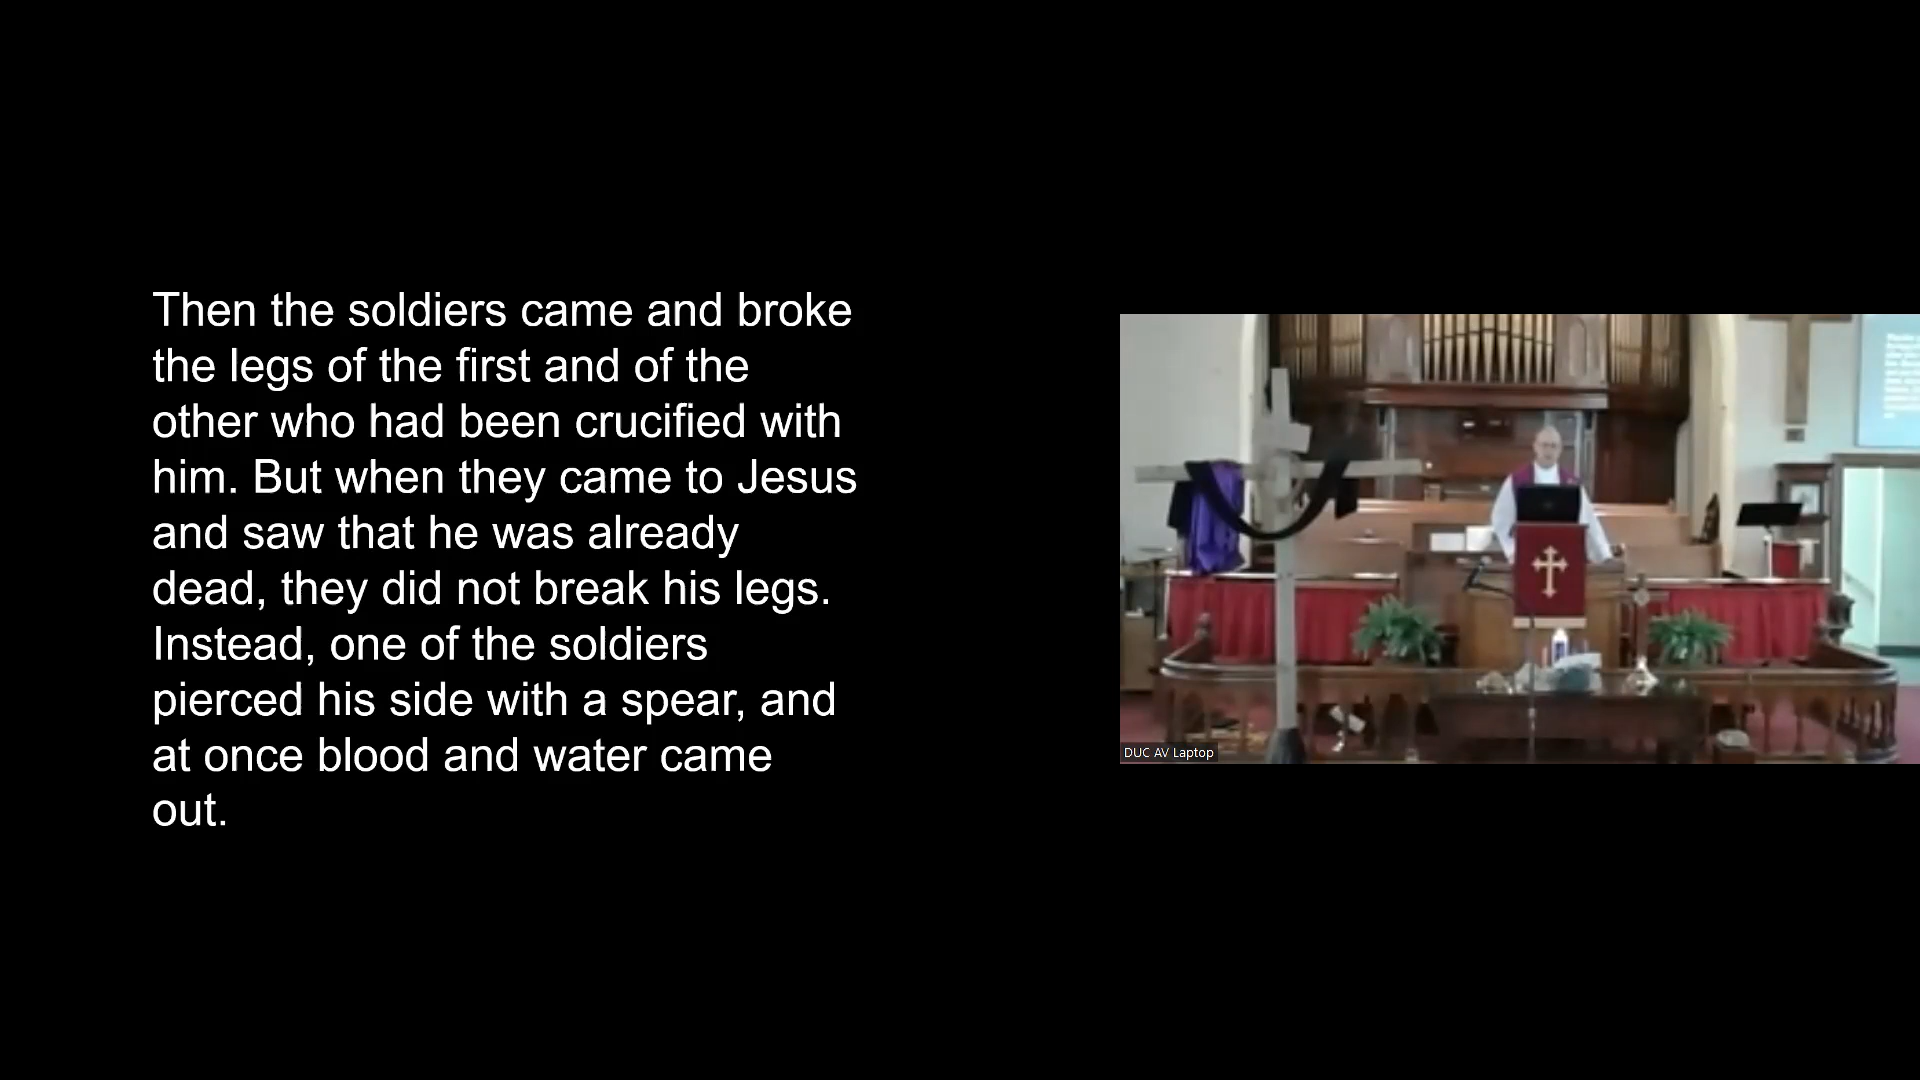 Then the soldiers came and broke
the legs of the first and of the
other who had been crucified with
him. But when they came to Jesus
and saw that he was already
dead, they did not break his legs.
Instead, one of the soldiers
pierced his side with a spear, and
at once blood and water came
out.
DUC AV Laptop